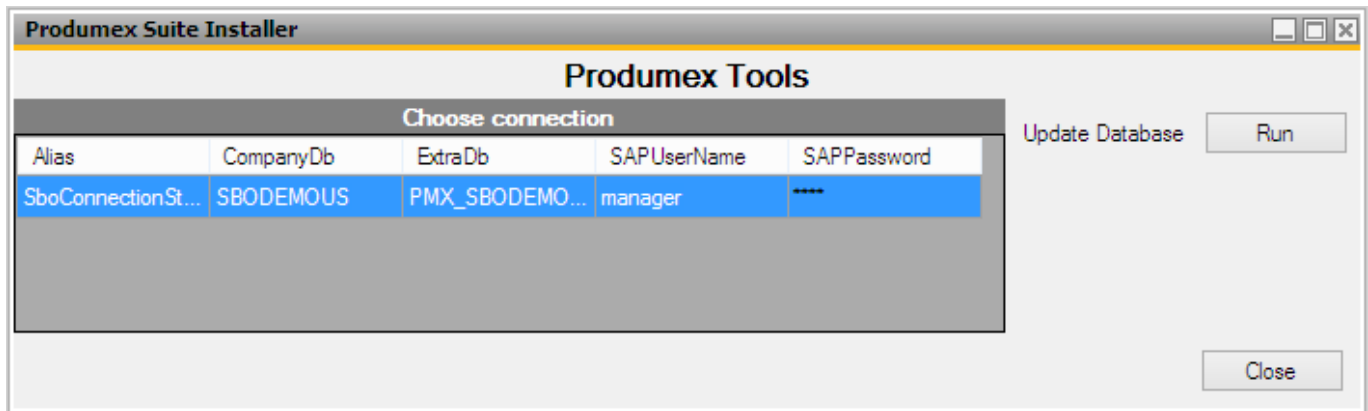 Produmex Suite Installer
Produmex Tools
Choose connection
Update Database Run
Alias CompanyDb ExtraDb SAPUserName SAPPassword
SboConnectionSt... SBODEMOUS PMX_SBODEMO... manager ****
Close